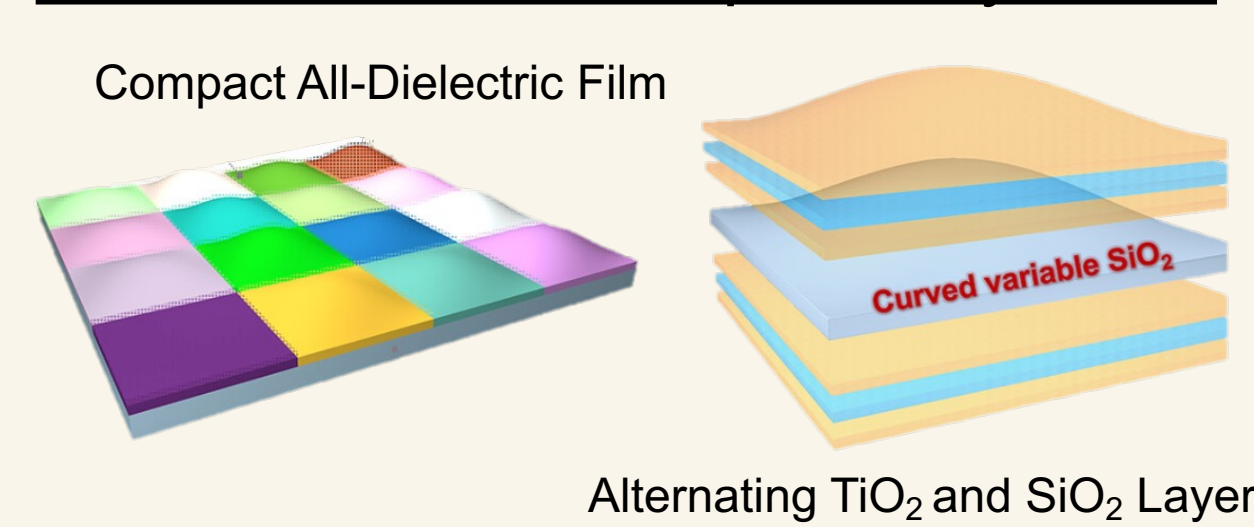 Compact All-Dielectric Film
Curved variable SiO₂
Alternating TiO₂ and SiO₂ Layer